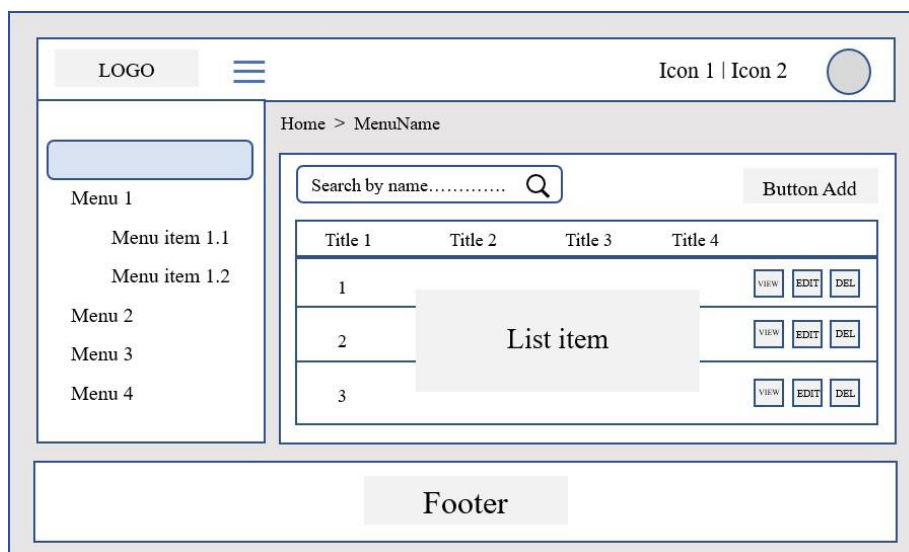 LOGO
Icon 1 | Icon 2
Home > MenuName
Menu 1
Menu item 1.1
Menu item 1.2
Menu 2
Menu 3
Menu 4
Search by name.............
Button Add
Title 1 Title 2 Title 3 Title 4
1 VIEW EDIT DEL
2 VIEW EDIT DEL
List item
3 VIEW EDIT DEL
Footer